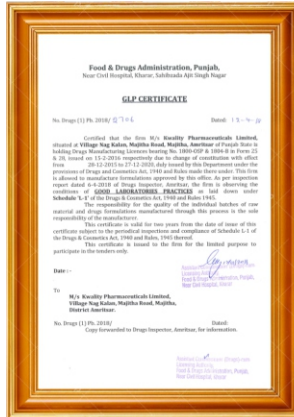 Food & Drugs Administration, Punjab,
Near Civil Hospital, Kharar, Sahibzada Ajit Singh Nagar
GLP CERTIFICATE
No. Drugs (1) Ph. 2018/ Dated:
Certified that the firm M/s Kwality Pharmaceuticals Limited,
situated at Village Nag Kalan, Majitha Road, Majitha, Amritsar of Punjab State is
holding Drugs Manufacturing Licences bearing No. 1800-OSP & 1804-B in Form 25
& 28, issued on 15-2-2016 respectively due to change of constitution with effect
from 28-12-2015 to 27-12-2020, duly issued by this Department under the
provisions of Drugs and Cosmetics Act, 1940 and Rules made there under. This firm
is allowed to manufacture formulations approved by this office. As per inspection
report dated 6-4-2018 of Drugs Inspector, Amritsar, the firm is observing the
conditions of GOOD LABORATORIES PRACTICES as laid down under
Schedule 'L-1' of the Drugs & Cosmetics Act, 1940 and Rules 1945.
The responsibility for the quality of the individual batches of raw
material and drugs formulations manufactured through this process is the sole
responsibility of the manufacturer.
This certificate is valid for two years from the date of issue of this
certificate subject to the periodical inspections and compliance of Schedule L-1 of
the Drugs & Cosmetics Act, 1940 and Rules 1945 thereof.
This certificate is issued to the firm for the limited purpose to
participate in the tenders only.
Date:-
To
M/s Kwality Pharmaceuticals Limited,
Village Nag Kalan, Majitha Road, Majitha,
District Amritsar.
No. Drugs (1) Ph. 2018/ Dated:
Copy forwarded to Drugs Inspector, Amritsar, for information.
Licensing Authority,
Food & Drugs Administration, Punjab,
Near Civil Hospital, Kharar